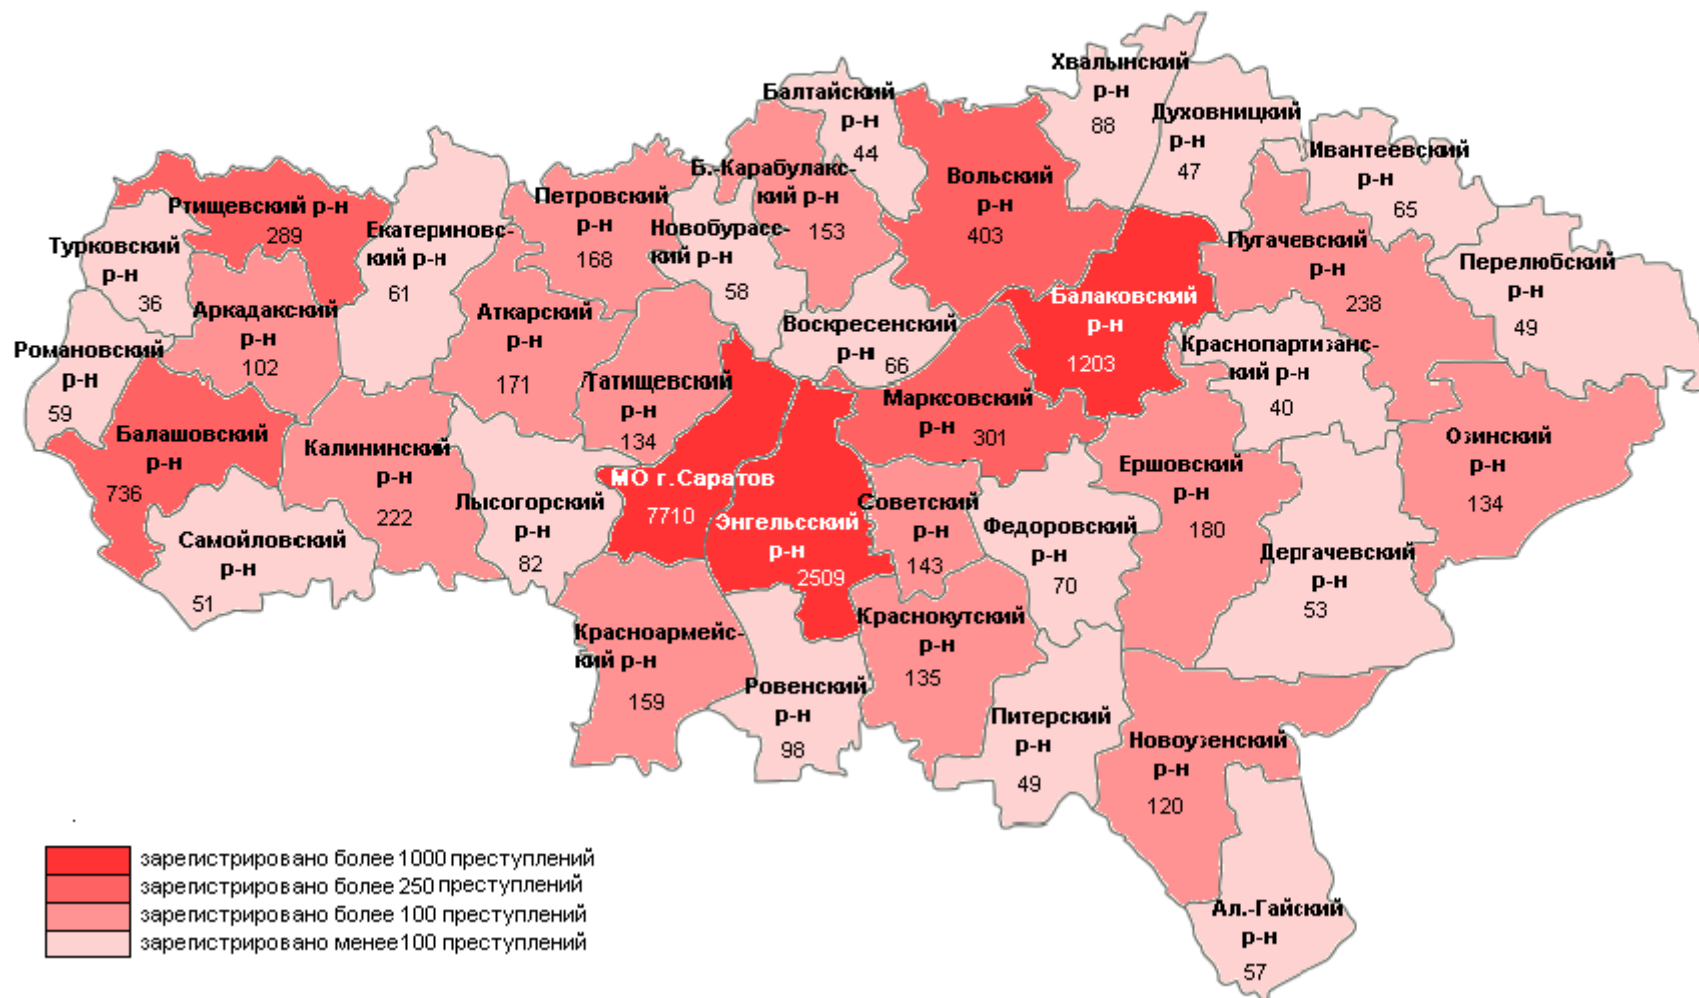 Хвалынский
р-н
88
Балтайский
р-н
44
Духовницкий
р-н
47
Ивантеевский
р-н
65
Б.-Карабулакс-
кий р-н
153
Вольский
р-н
403
Петровский
р-н
168
Ртищевский р-н
289
Екатериновс-
кий р-н
61
Новобурасс-
кий р-н
58
Турковский
р-н
36
Пугачевский
р-н
238
Перелюбский
р-н
49
Аркадакский
р-н
102
Аткарский
р-н
171
Воскресенский
р-н
66
Балаковский
р-н
1203
Краснопартизанс-
кий р-н
40
Романовский
р-н
59
Татищевский
р-н
134
Марксовский
р-н
301
Балашовский
р-н
736
Калининский
р-н
222
Озинский
р-н
134
Ершовский
р-н
180
Лысогорский
р-н
82
МО г.Саратов
7710
Энгельсский
р-н
2509
Советский
р-н
143
Федоровский
р-н
70
Самойловский
р-н
51
Дергачевский
р-н
53
Красноармейс-
кий р-н
159
Краснокутский
р-н
135
Ровенский
р-н
98
Питерский
р-н
49
Новоузенский
р-н
120
Ал.-Гайский
р-н
57
зарегистрировано более 1000 преступлений
зарегистрировано более 250 преступлений
зарегистрировано более 100 преступлений
зарегистрировано менее 100 преступлений